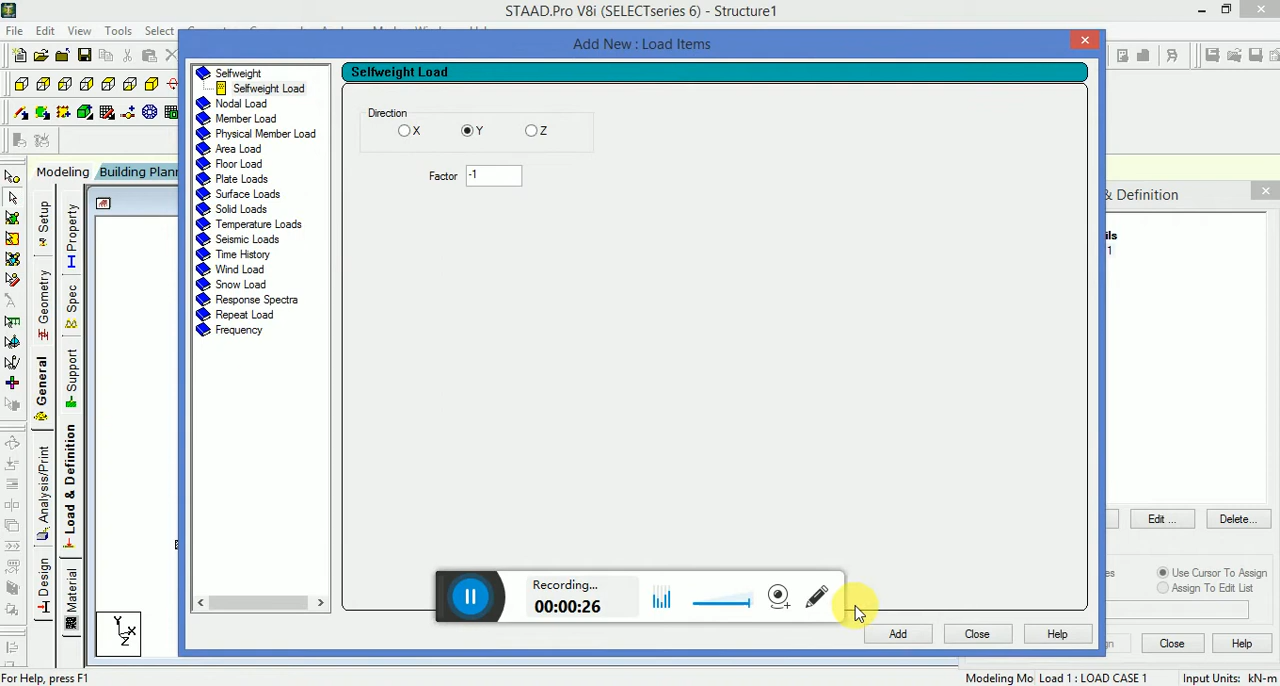 STAAD.Pro V8i (SELECTseries 6) - Structure1
File Edit View Tools Select
Add New : Load Items
Selfweight
Selfweight Load
Nodal Load
Member Load
Physical Member Load
Area Load
Floor Load
Plate Loads
Surface Loads
Solid Loads
Temperature Loads
Seismic Loads
Time History
Wind Load
Snow Load
Response Spectra
Repeat Load
Frequency
Selfweight Load
Direction
X Y Z
Factor -1
Modeling Building Plann
Setup
Geometry
General
Analysis/Print
Design
Property
Spec
Support
Load & Definition
Material
Y
X
Z
& Definition
ils
1
Edit ... Delete...
es Use Cursor To Assign
Assign To Edit List
gn Close Help
Recording...
00:00:26
Add Close Help
For Help, press F1
Modeling Mo Load 1 : LOAD CASE 1 Input Units: kN-m